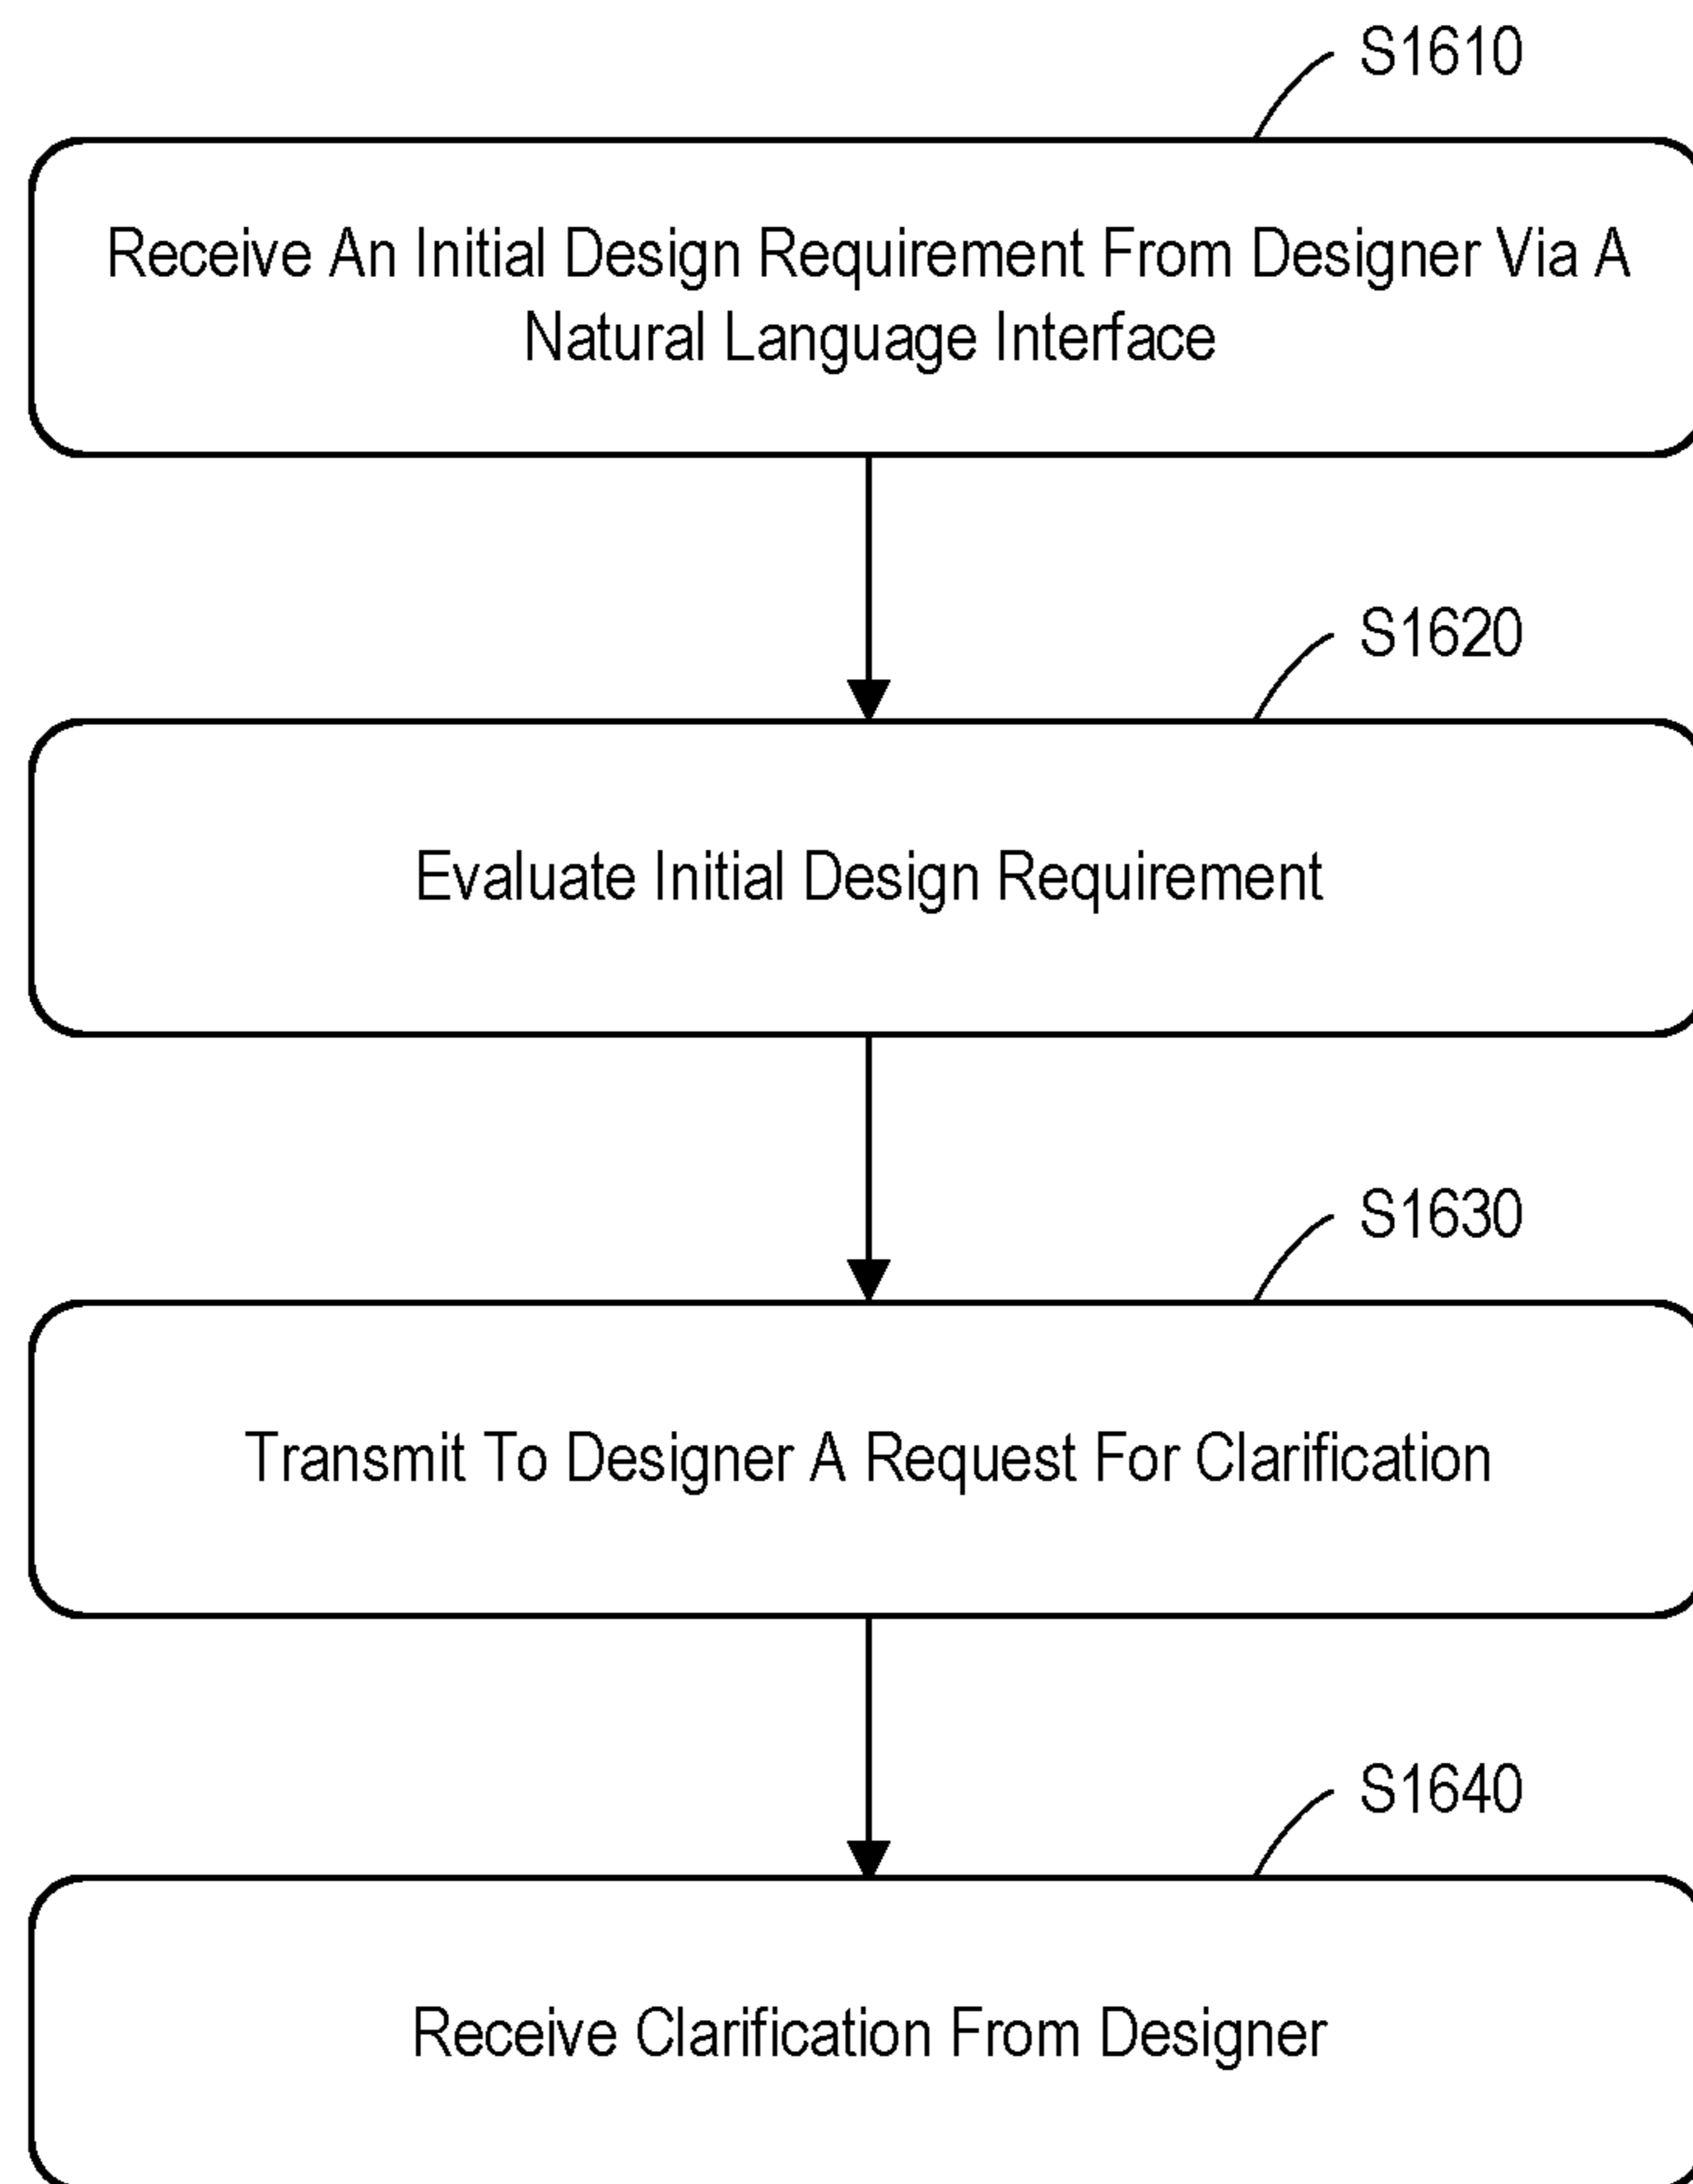 S1610
Receive An Initial Design Requirement From Designer Via A
Natural Language Interface
S1620
Evaluate Initial Design Requirement
S1630
Transmit To Designer A Request For Clarification
S1640
Receive Clarification From Designer